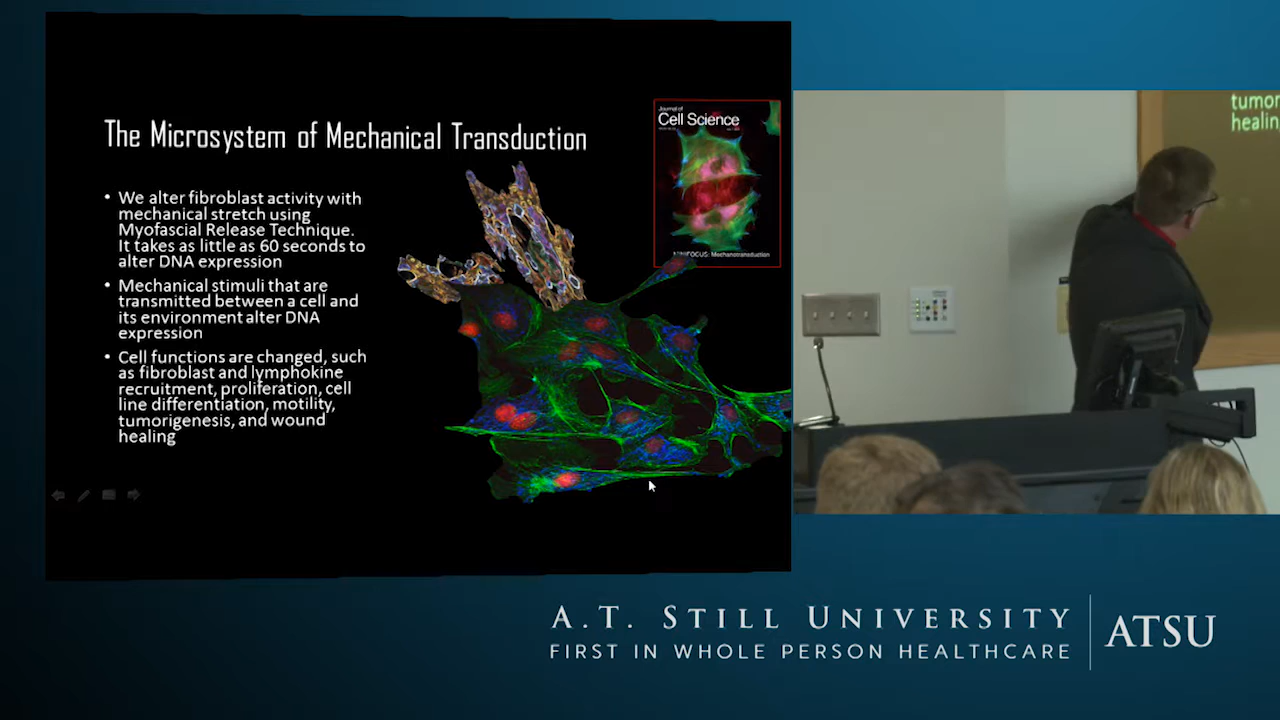 The Microsystem of Mechanical Transduction
• We alter fibroblast activity with
mechanical stretch using
Myofascial Release Technique.
It takes as little as 60 seconds to
alter DNA expression
• Mechanical stimuli that are
transmitted between a cell and
its environment alter DNA
expression
• Cell functions are changed, such
as fibroblast and lymphokine
recruitment, proliferation, cell
line differentiation, motility,
tumorigenesis, and wound
healing
Journal of
Cell Science
MINIFOCUS: Mechanotransduction
tumor
healin
A.T. STILL UNIVERSITY
FIRST IN WHOLE PERSON HEALTHCARE
ATSU